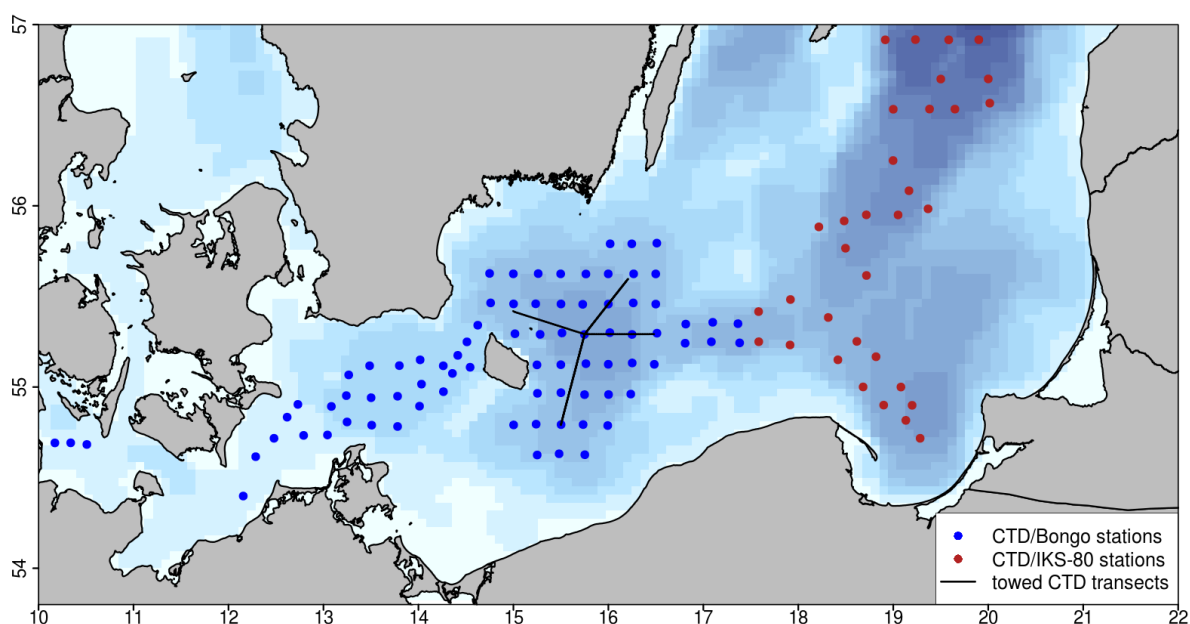 57
56
55
54
CTD/Bongo stations
CTD/IKS-80 stations
towed CTD transects
10 11 12 13 14 15 16 17 18 19 20 21 22